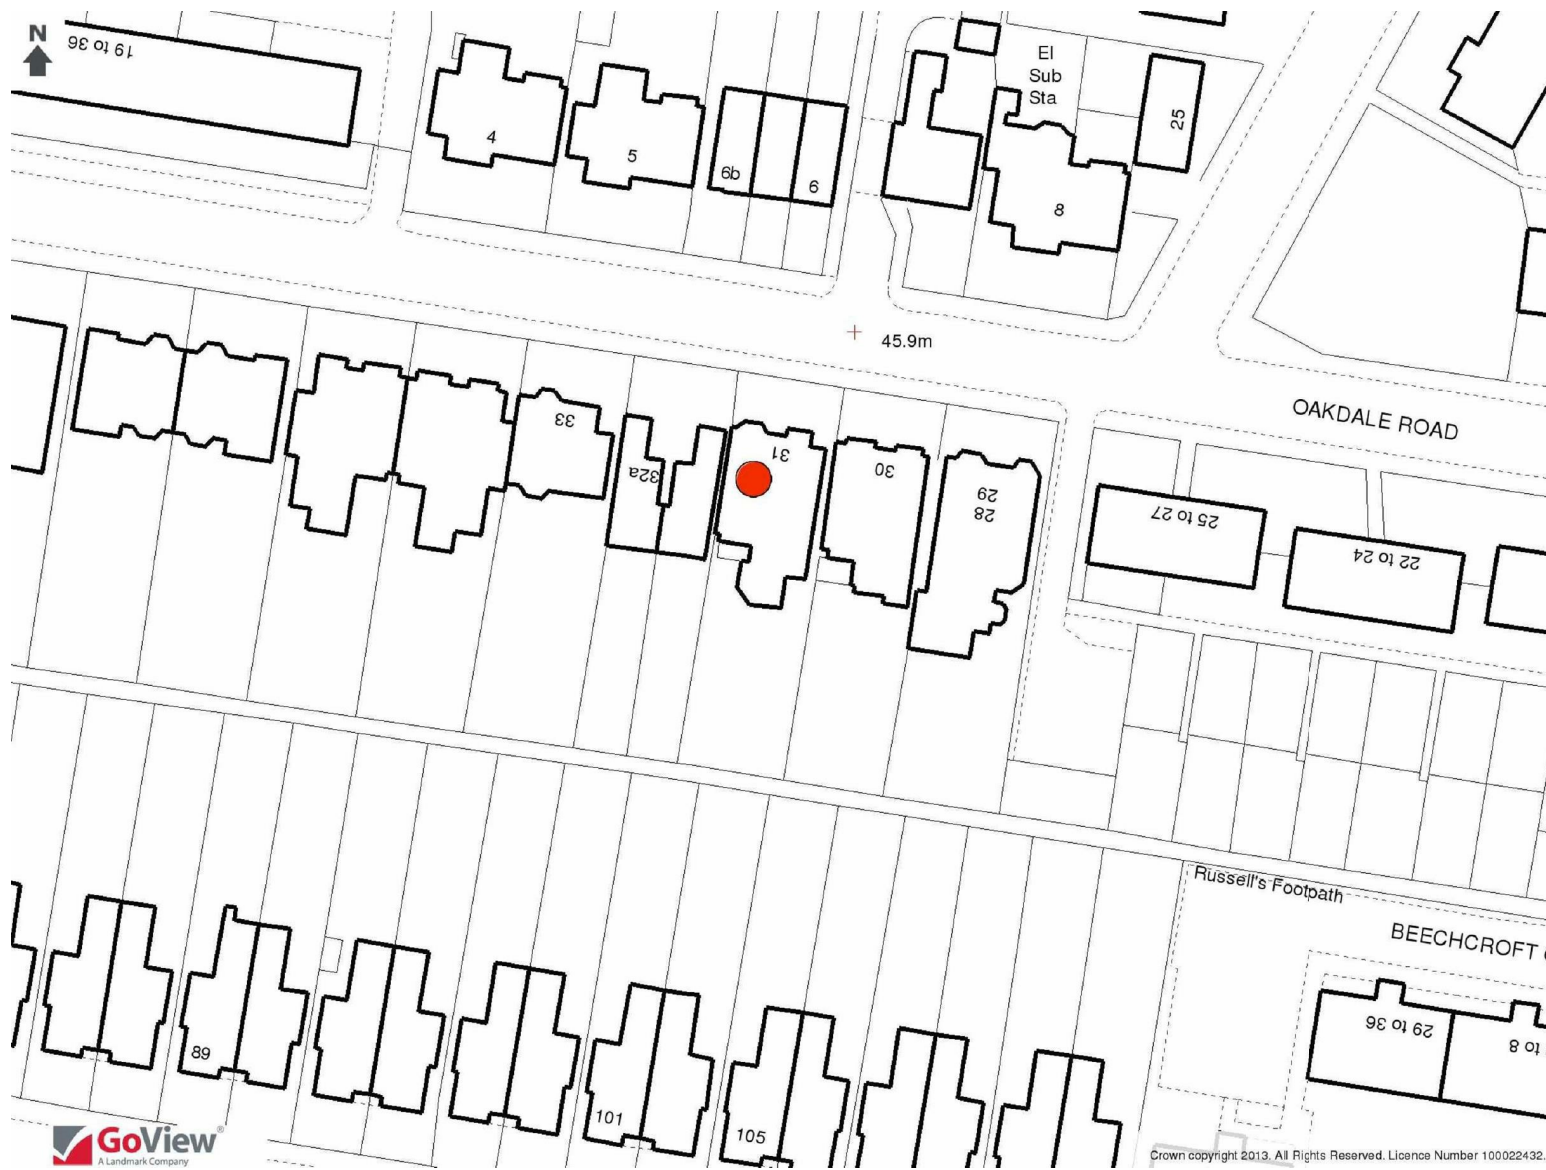 N
19 to 36
El
Sub
Sta
25
4
5
6b
6
8
45.9m
OAKDALE ROAD
33
32a
31
30
29
28
25 to 27
22 to 24
Russell's Footpath
BEECHCROFT
29 to 36
to 8
89
101
105
GoView®
A Landmark Company
Crown copyright 2013. All Rights Reserved. Licence Number 100022432.